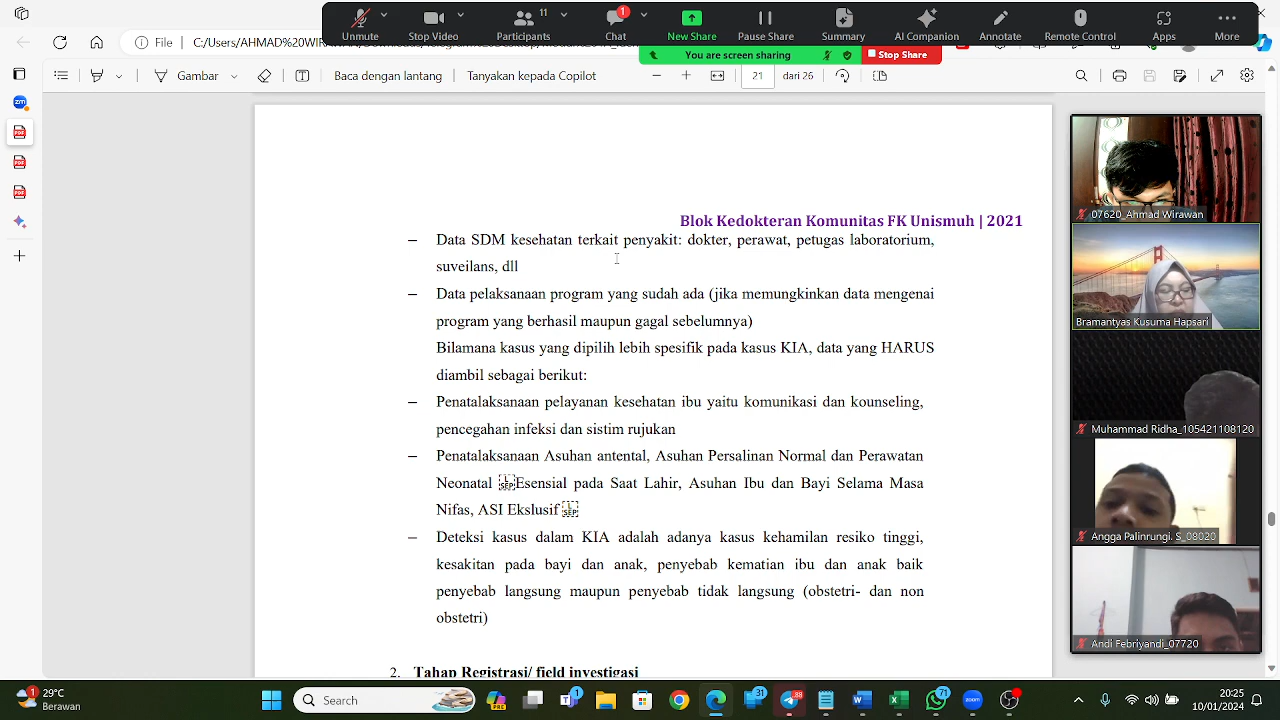 11
1
Unmute
Stop Video
Participants
Chat
New Share
Pause Share
Summary
AI Companion
Annotate
Remote Control
Apps
More
You are screen sharing
Stop Share
File
Gambar
Baca dengan lantang
Tanyakan kepada Copilot
21
dari 26
Blok Kedokteran Komunitas FK Unismuh | 2021
– Data SDM kesehatan terkait penyakit: dokter, perawat, petugas laboratorium,
suveilans, dll
– Data pelaksanaan program yang sudah ada (jika memungkinkan data mengenai
program yang berhasil maupun gagal sebelumnya)
Bilamana kasus yang dipilih lebih spesifik pada kasus KIA, data yang HARUS
diambil sebagai berikut:
– Penatalaksanaan pelayanan kesehatan ibu yaitu komunikasi dan kounseling,
pencegahan infeksi dan sistim rujukan
– Penatalaksanaan Asuhan antental, Asuhan Persalinan Normal dan Perawatan
Neonatal L SEP Esensial pada Saat Lahir, Asuhan Ibu dan Bayi Selama Masa
Nifas, ASI Ekslusif L SEP
– Deteksi kasus dalam KIA adalah adanya kasus kehamilan resiko tinggi,
kesakitan pada bayi dan anak, penyebab kematian ibu dan anak baik
penyebab langsung maupun penyebab tidak langsung (obstetri- dan non
obstetri)
2. Tahap Registrasi/ field investigasi
07620_Ahmad Wirawan
Bramantyas Kusuma Hapsari
Muhammad Ridha_105421108120
Angga Palinrungi. S_08020
Andi Febriyandi_07720
29°C
Berawan
Search
20:25
10/01/2024